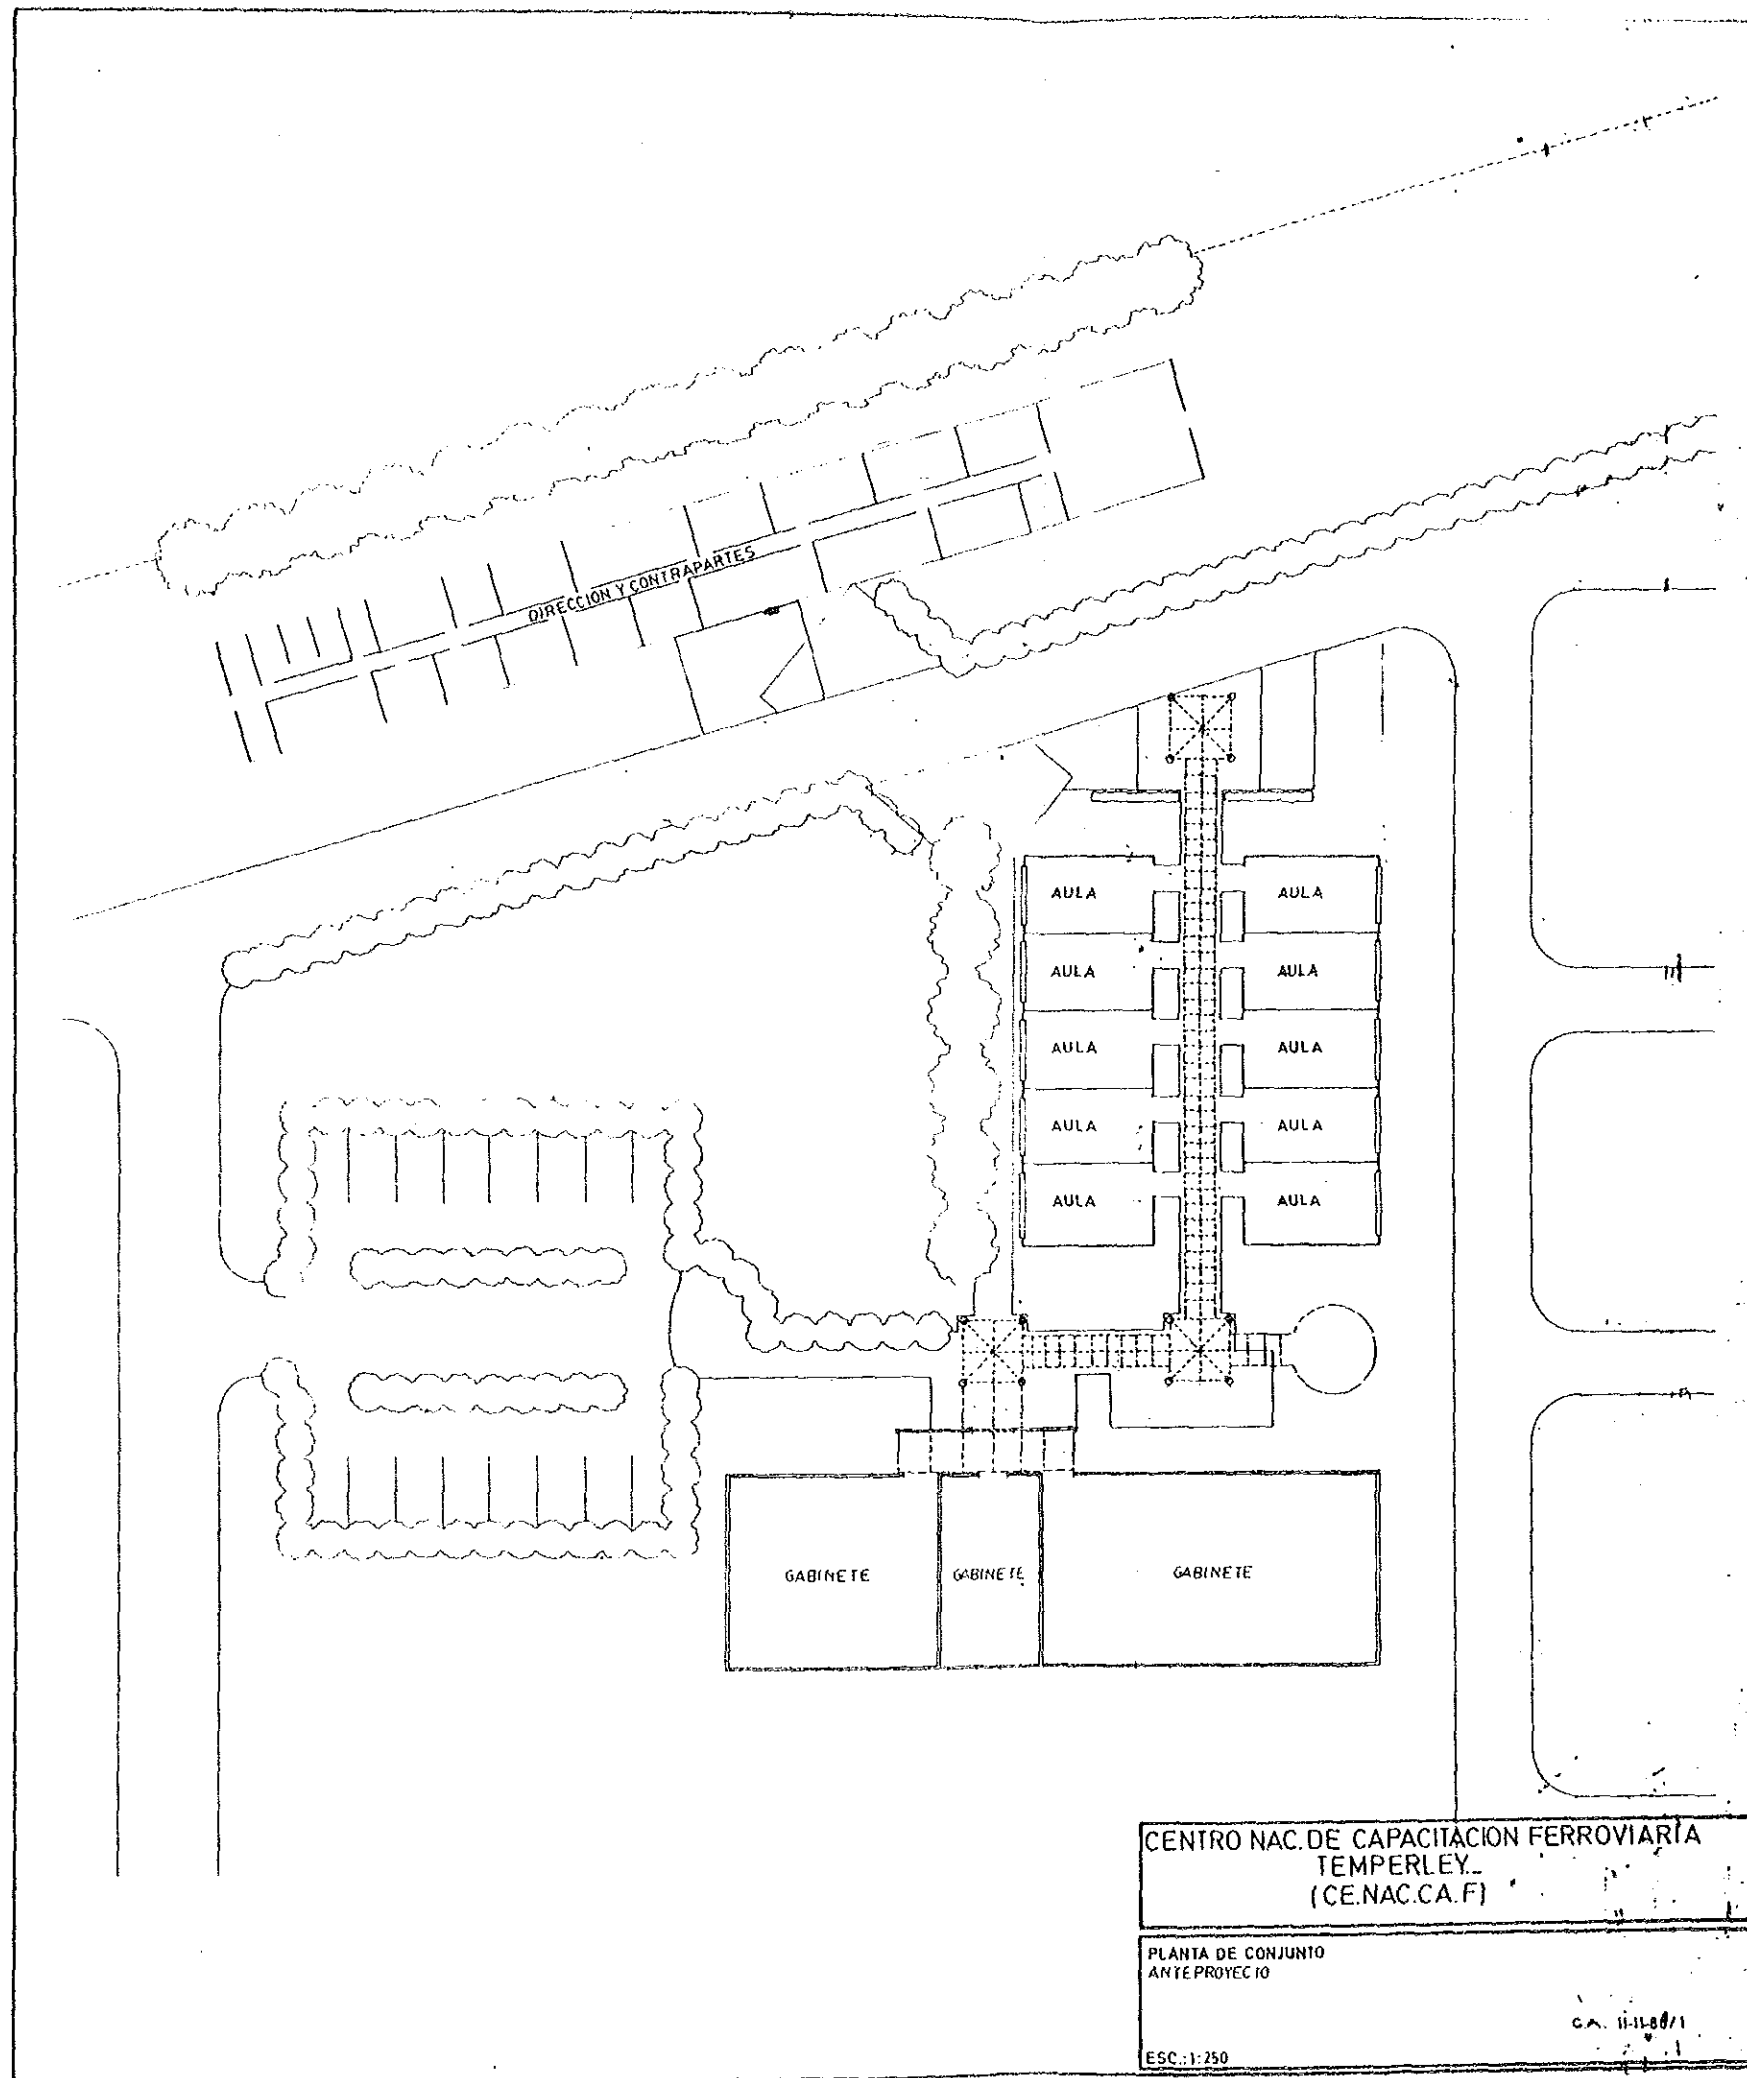 DIRECCION Y CONTRAPARTES
AULA AULA
AULA AULA
AULA AULA
AULA AULA
AULA AULA
GABINETE GABINETE GABINETE
CENTRO NAC. DE CAPACITACION FERROVIARIA
TEMPERLEY_
(CE.NAC.CA.F)
PLANTA DE CONJUNTO
ANTEPROYECTO
C.A.
ESC.:1:250